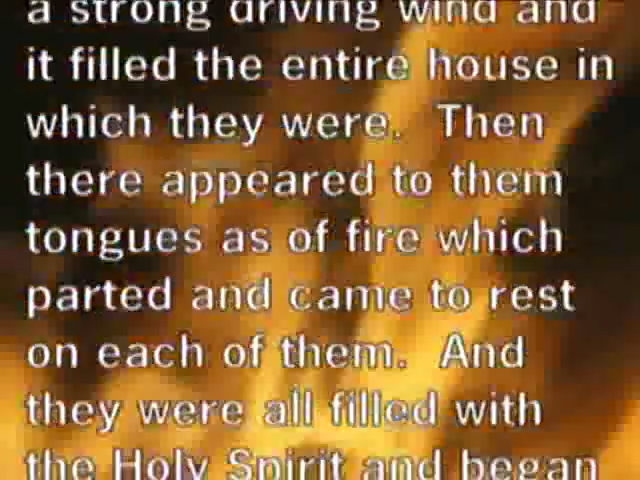 a strong driving wind and
it filled the entire house in
which they were. Then
there appeared to them
tongues as of fire which
parted and came to rest
on each of them. And
they were all filled with
the Holy Spirit and began